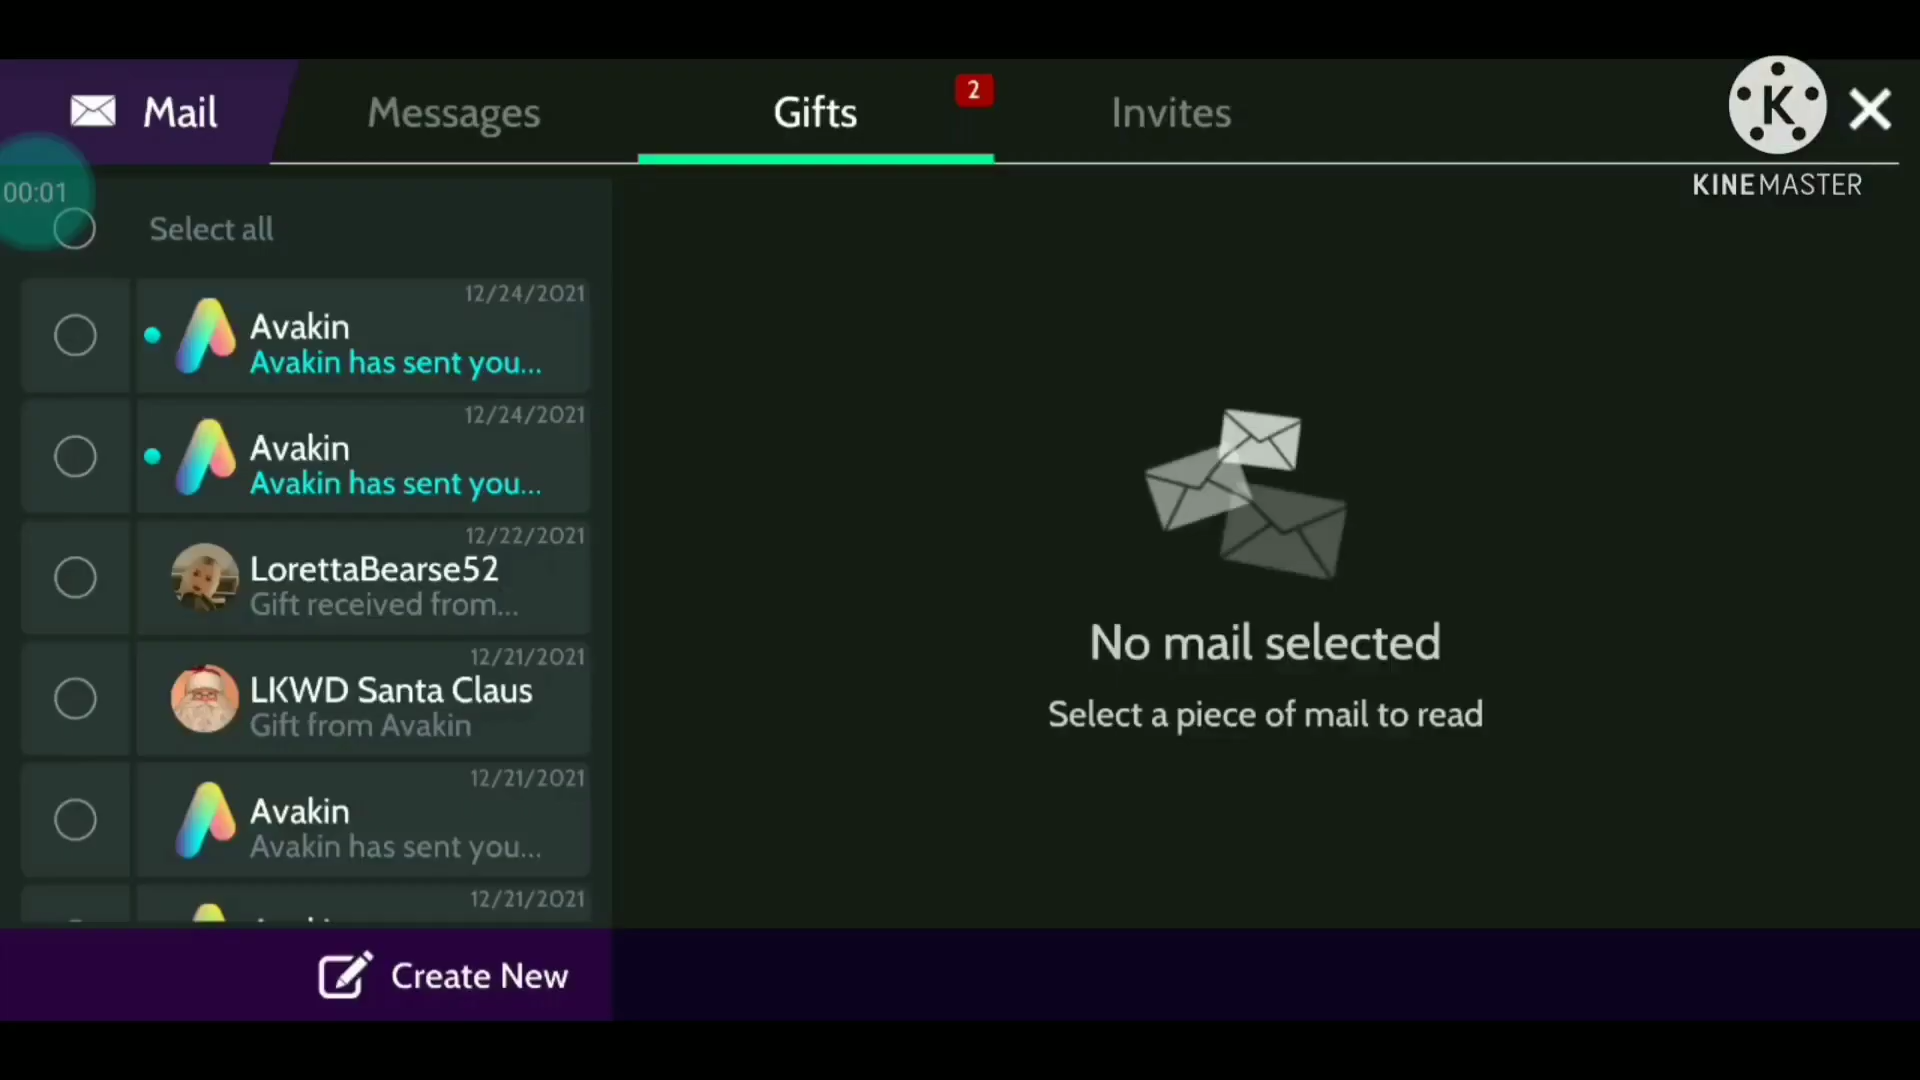 Mail
Messages
Gifts
2
Invites
K
KINEMASTER
00:01
Select all
12/24/2021
Avakin
Avakin has sent you...
12/24/2021
Avakin
Avakin has sent you...
12/22/2021
LorettaBearse52
Gift received from...
12/21/2021
LKWD Santa Claus
Gift from Avakin
12/21/2021
Avakin
Avakin has sent you...
12/21/2021
No mail selected
Select a piece of mail to read
Create New